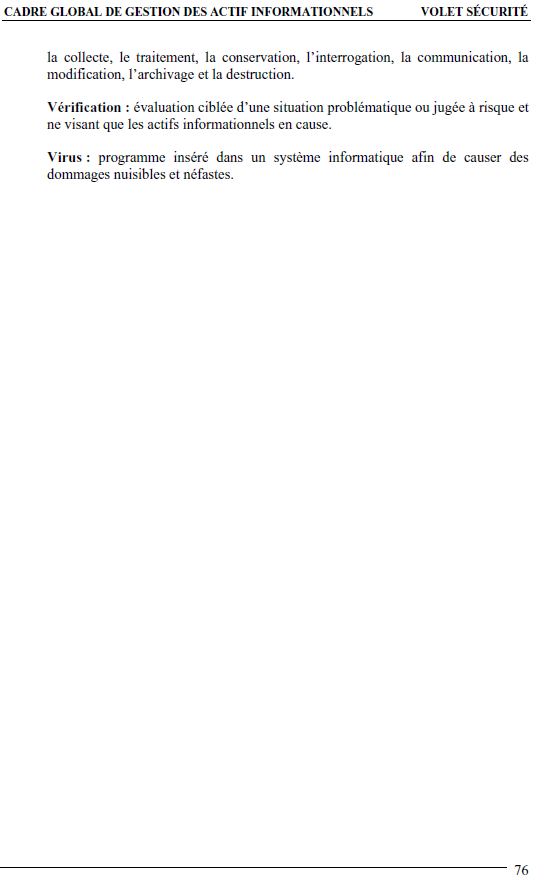 CADRE GLOBAL DE GESTION DES ACTIF INFORMATIONNELS VOLET SÉCURITÉ
la collecte, le traitement, la conservation, l’interrogation, la communication, la
modification, l’archivage et la destruction.
Vérification : évaluation ciblée d’une situation problématique ou jugée à risque et
ne visant que les actifs informationnels en cause.
Virus : programme inséré dans un système informatique afin de causer des
dommages nuisibles et néfastes.
76